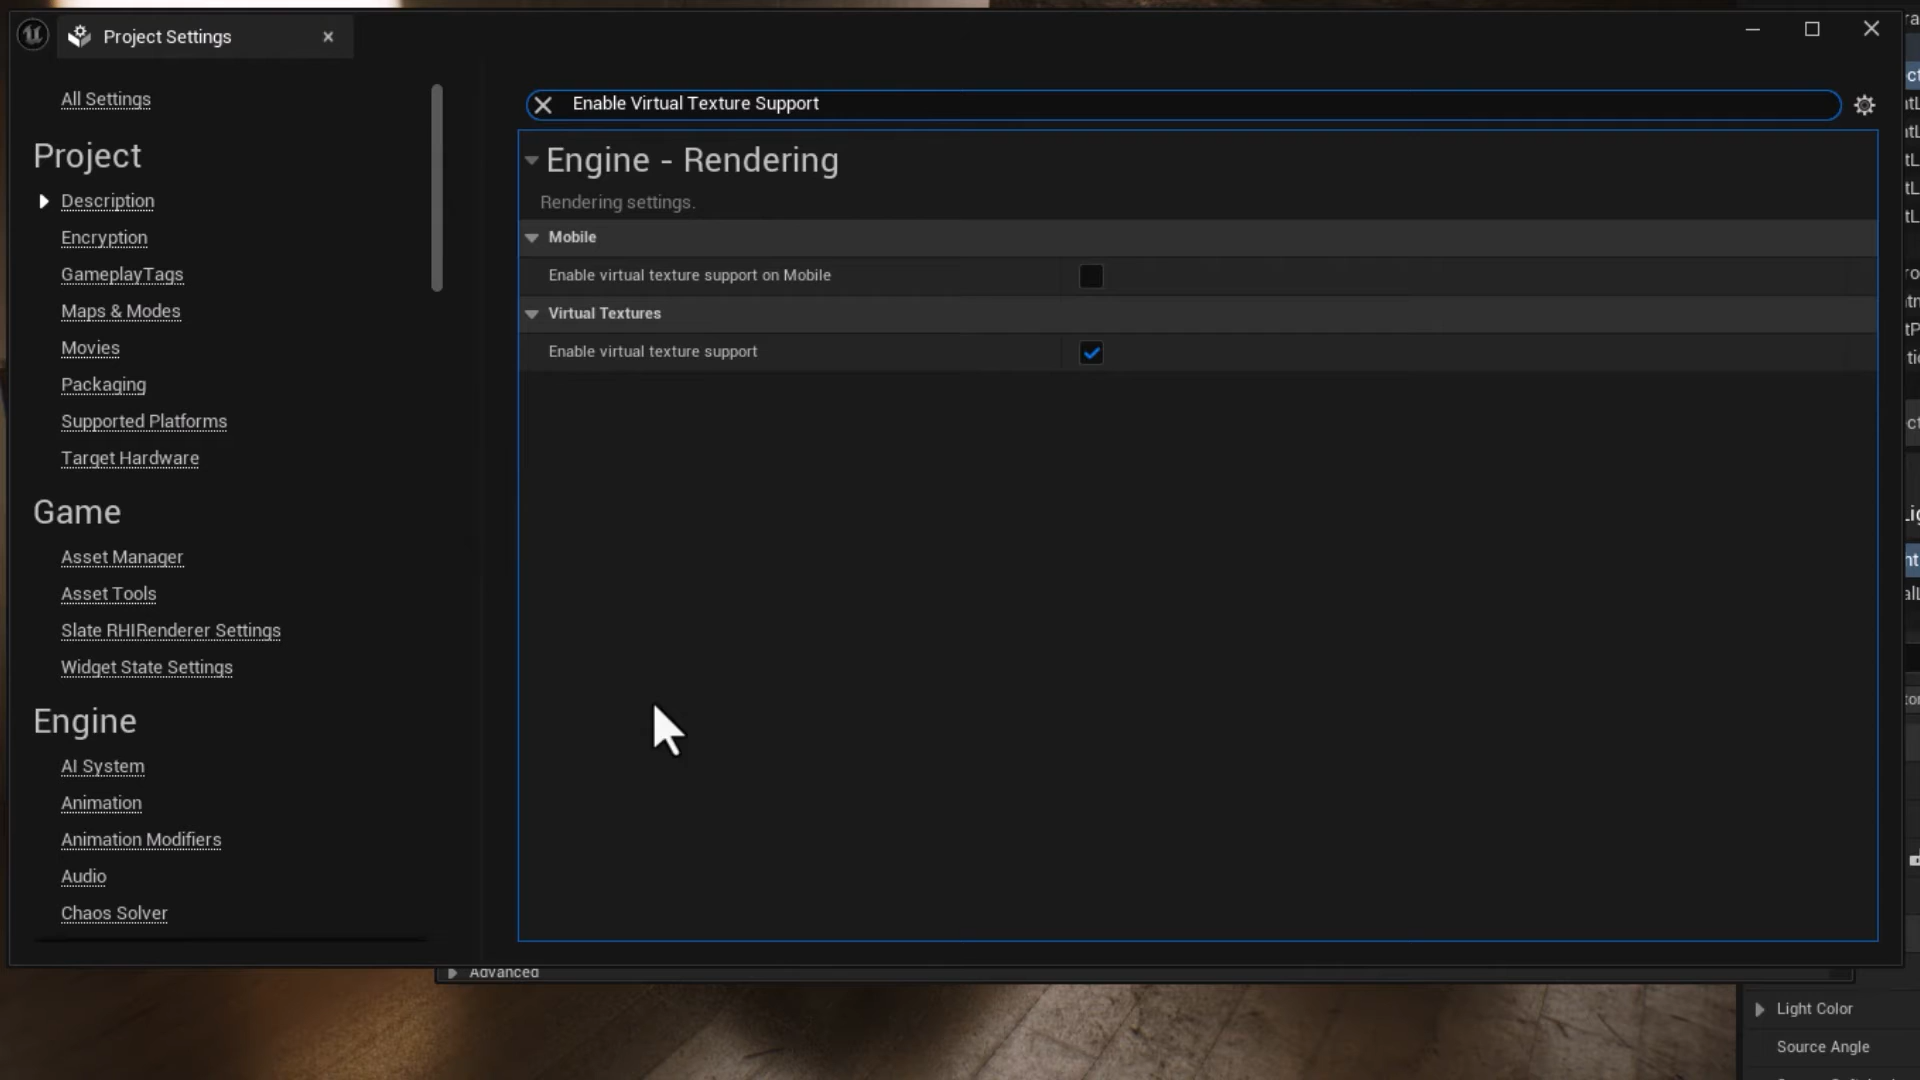 Project Settings
All Settings
Project
Description
Encryption
GameplayTags
Maps & Modes
Movies
Packaging
Supported Platforms
Target Hardware
Game
Asset Manager
Asset Tools
Slate RHIRenderer Settings
Widget State Settings
Engine
AI System
Animation
Animation Modifiers
Audio
Chaos Solver
Enable Virtual Texture Support
Engine - Rendering
Rendering settings.
Mobile
Enable virtual texture support on Mobile
Virtual Textures
Enable virtual texture support
Advanced
Light Color
Source Angle